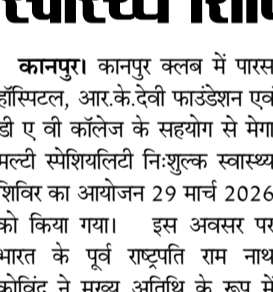 स्वास्थ्य शिवि
कानपुर। कानपुर क्लब में पारस
हॉस्पिटल, आर.के.देवी फाउंडेशन एवं
डी ए वी कॉलेज के सहयोग से मेगा
मल्टी स्पेशियलिटी निःशुल्क स्वास्थ्य
शिविर का आयोजन 29 मार्च 2026
को किया गया। इस अवसर पर
भारत के पूर्व राष्ट्रपति राम नाथ
कोविंद ने मुख्य अतिथि के रूप में